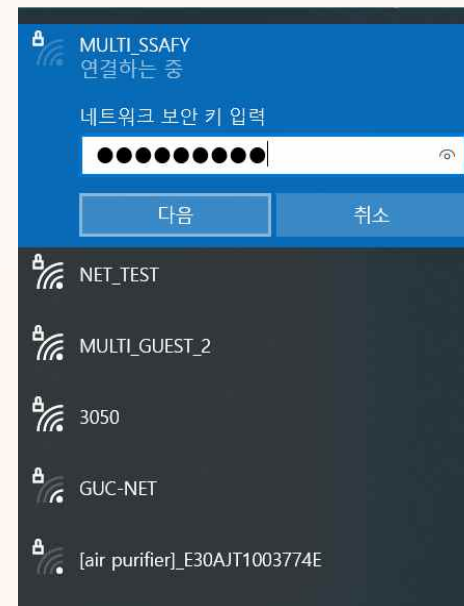 MULTI_SSAFY
연결하는 중
네트워크 보안 키 입력
●●●●●●●●●
다음 취소
NET_TEST
MULTI_GUEST_2
3050
GUC-NET
[air purifier]_E30AJT1003774E